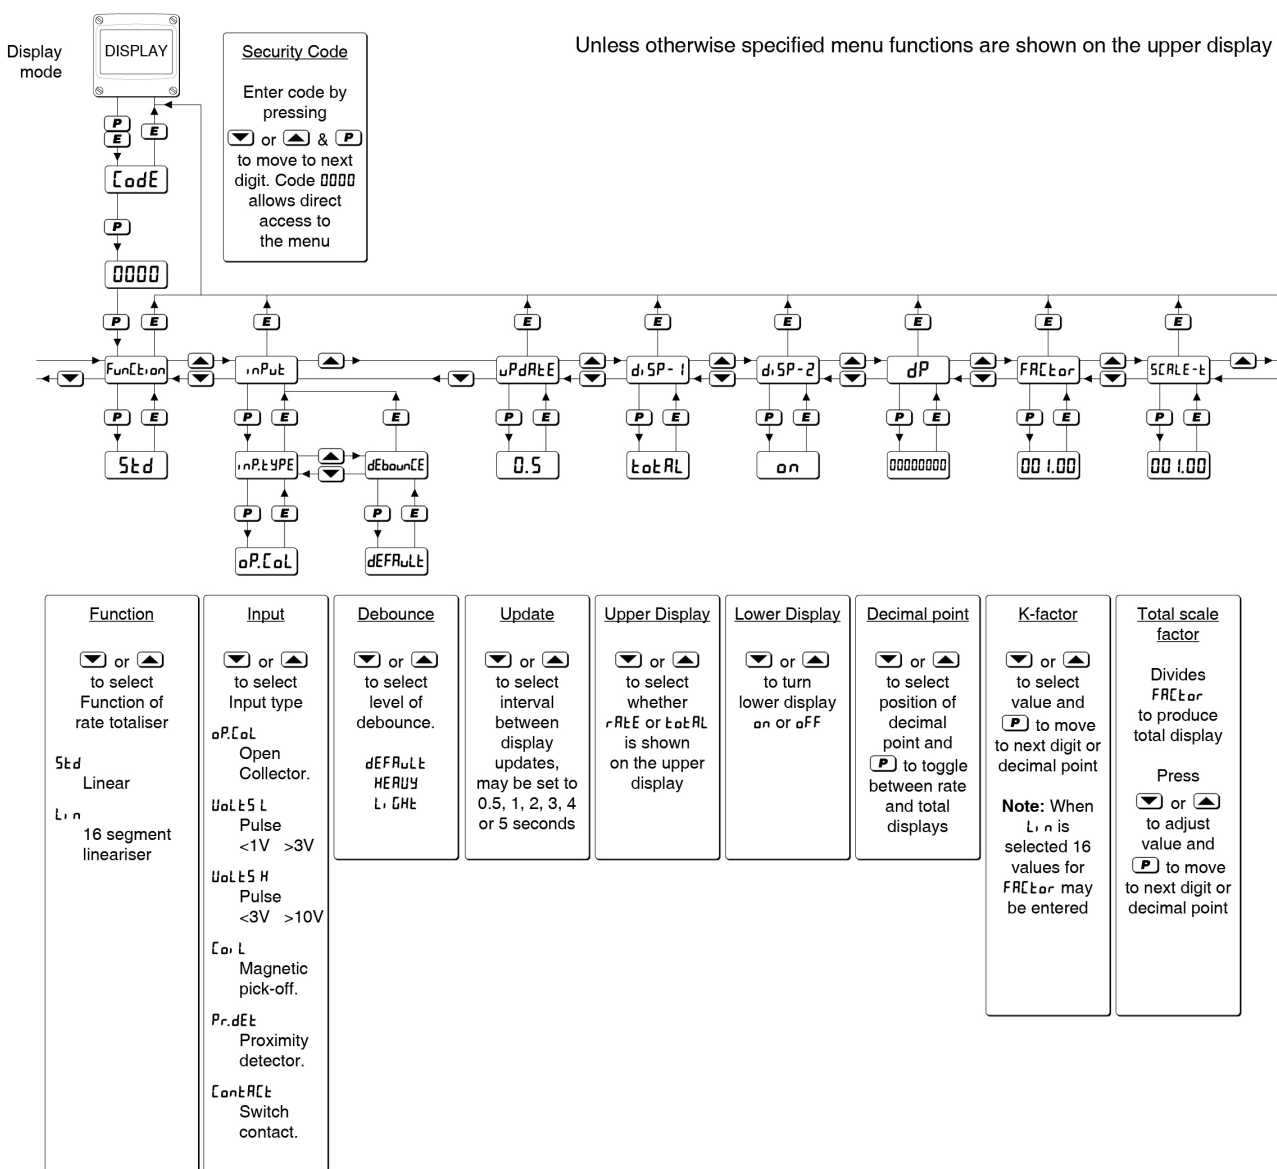 Display
mode
DISPLAY
Unless otherwise specified menu functions are shown on the upper display
Security Code
Enter code by
pressing
or & P
to move to next
digit. Code 0000
allows direct
access to
the menu
P
E
E
CodE
P
0000
P E E E E E E E E
FunCtion inPut uPdAtE diSP-1 diSP-2 dP FACtor SCALE-t
P E P E E P E P E P E P E P E P E
Std inP.tYPE dEbounCE 0.5 totAL on 00000000 001.00 001.00
P E P E
oP.CoL dEFAuLt
Function
or
to select
Function of
rate totaliser
Std
Linear
Lin
16 segment
lineariser
Input
or
to select
Input type
oP.CoL
Open
Collector.
VoLtS L
Pulse
<1V >3V
VoLtS H
Pulse
<3V >10V
CoiL
Magnetic
pick-off.
Pr.dEt
Proximity
detector.
ContACt
Switch
contact.
Debounce
or
to select
level of
debounce.
dEFAuLt
HEAVY
LiGHt
Update
or
to select
interval
between
display
updates,
may be set to
0.5, 1, 2, 3, 4
or 5 seconds
Upper Display
or
to select
whether
rAtE or totAL
is shown
on the upper
display
Lower Display
or
to turn
lower display
on or oFF
Decimal point
or
to select
position of
decimal
point and
P to toggle
between rate
and total
displays
K-factor
or
to select
value and
P to move
to next digit or
decimal point
Note: When
Lin is
selected 16
values for
FACtor may
be entered
Total scale
factor
Divides
FACtor
to produce
total display
Press
or
to adjust
value and
P to move
to next digit or
decimal point